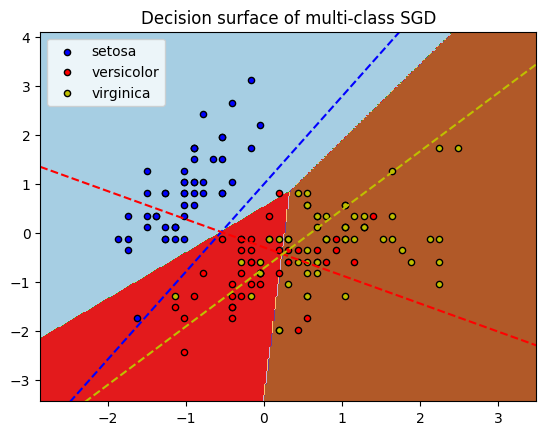 Decision surface of multi-class SGD
setosa
versicolor
virginica
4
3
2
1
0
−1
−2
−3
−2 −1 0 1 2 3